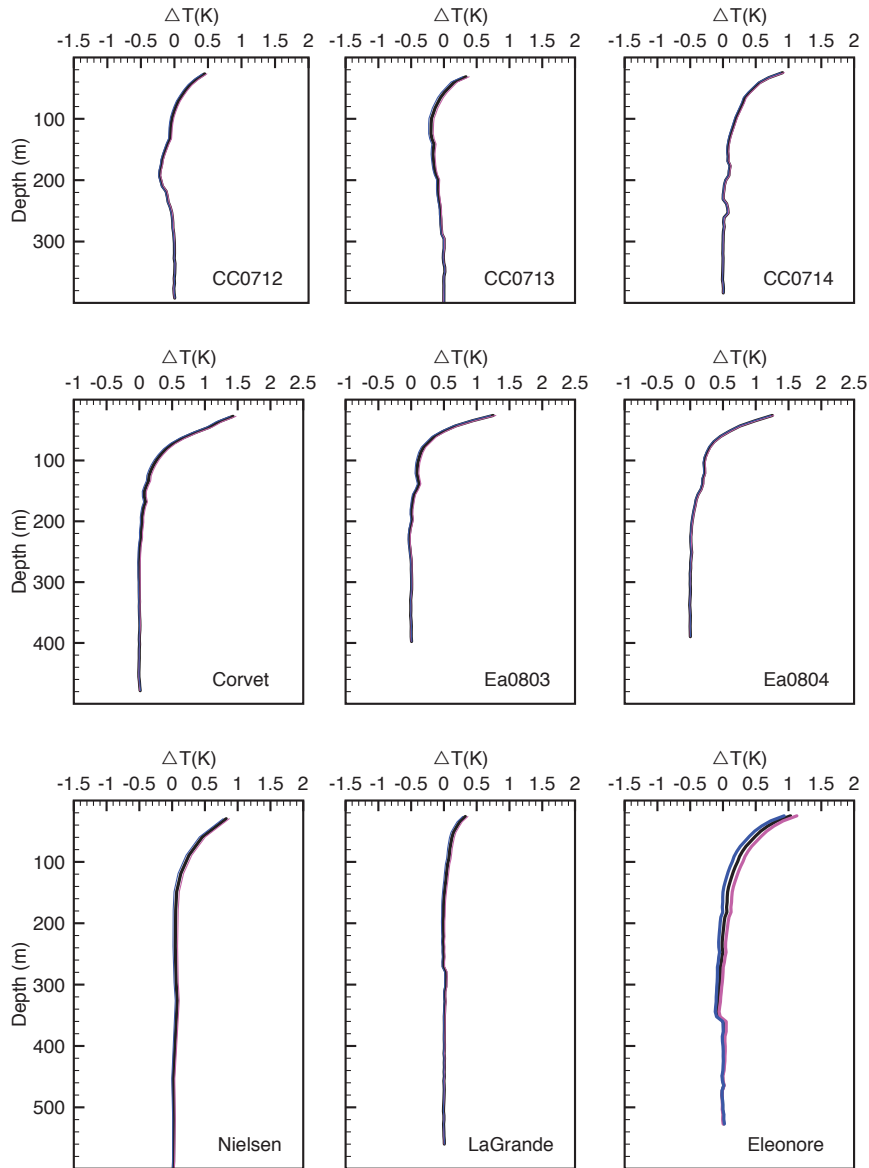 △T(K) △T(K) △T(K)
-1.5 -1 -0.5 0 0.5 1 1.5 2 -1.5 -1 -0.5 0 0.5 1 1.5 2 -1.5 -1 -0.5 0 0.5 1 1.5 2
Depth (m)
100
200
300
CC0712 CC0713 CC0714
△T(K) △T(K) △T(K)
-1 -0.5 0 0.5 1 1.5 2 2.5 -1 -0.5 0 0.5 1 1.5 2 2.5 -1 -0.5 0 0.5 1 1.5 2 2.5
Depth (m)
100
200
300
400
Corvet Ea0803 Ea0804
△T(K) △T(K) △T(K)
-1.5 -1 -0.5 0 0.5 1 1.5 2 -1.5 -1 -0.5 0 0.5 1 1.5 2 -1.5 -1 -0.5 0 0.5 1 1.5 2
Depth (m)
100
200
300
400
500
Nielsen LaGrande Eleonore